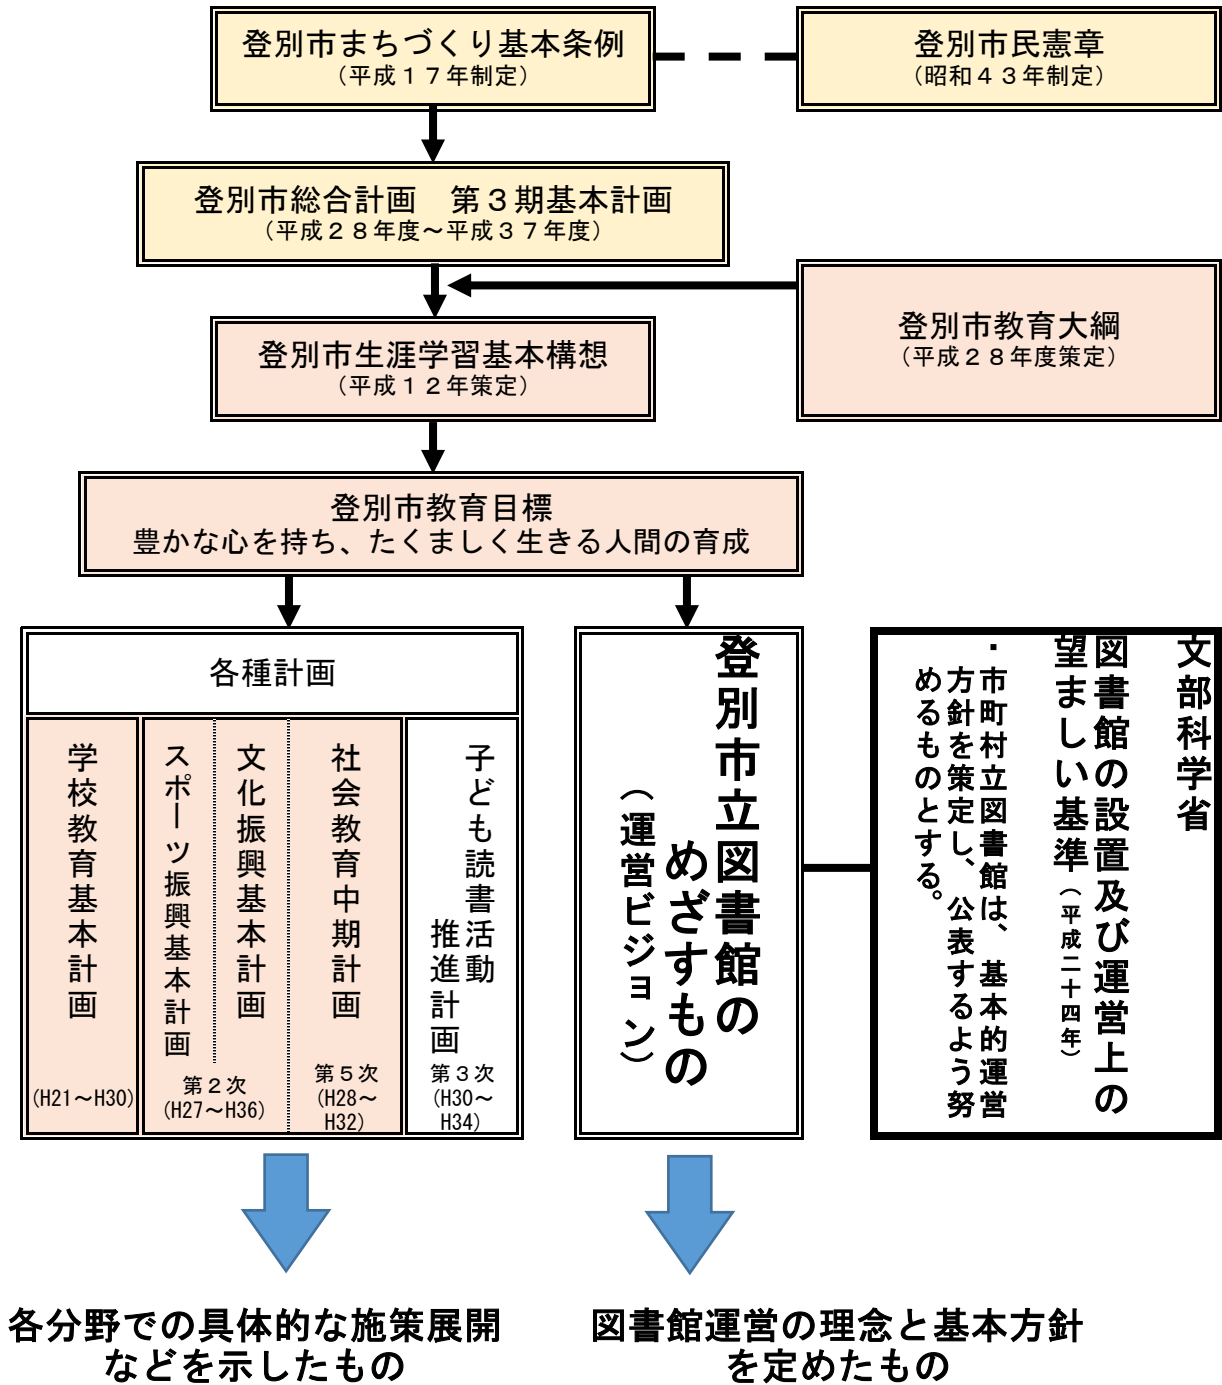 登別市まちづくり基本条例
（平成１７年制定）
登別市民憲章
（昭和４３年制定）
登別市総合計画　第３期基本計画
（平成２８年度～平成３７年度）
登別市教育大綱
（平成２８年度策定）
登別市生涯学習基本構想
（平成１２年策定）
登別市教育目標
豊かな心を持ち、たくましく生きる人間の育成
各種計画
学校教育基本計画
(H21～H30)
スポーツ振興基本計画
文化振興基本計画
第２次
(H27～H36)
社会教育中期計画
第５次
(H28～
H32)
子ども読書活動
推進計画
第３次
(H30～
H34)
登別市立図書館の
めざすもの
（運営ビジョン）
文部科学省
図書館の設置及び運営上の
望ましい基準（平成二十四年）
・市町村立図書館は、基本的運営
方針を策定し、公表するよう努
めるものとする。
各分野での具体的な施策展開
などを示したもの
図書館運営の理念と基本方針
を定めたもの